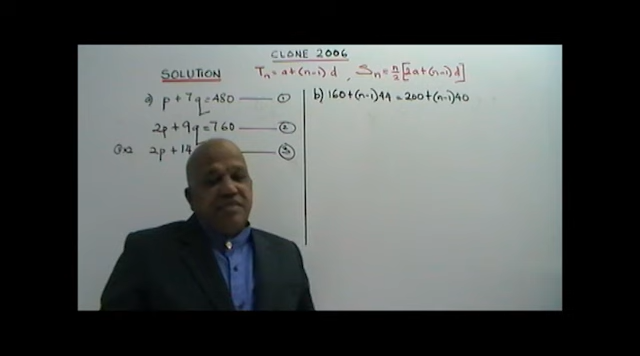 CLONE 2006
SOLUTION Tn = a+(n-1) d , Sn = n/2 [2a+(n-1)d]
a) p + 7q = 480 ①
2p + 9q = 760 ②
①x2 2p + 14 ③
b) 160+(n-1)44 = 200+(n-1)40